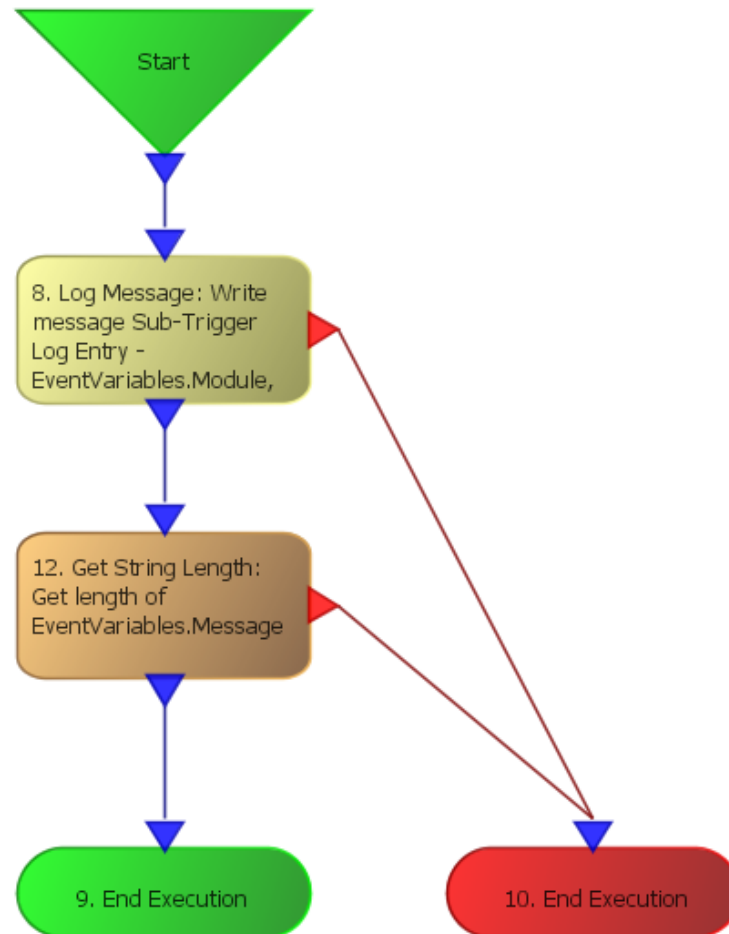 Start
8. Log Message: Write
message Sub-Trigger
Log Entry -
EventVariables.Module,
12. Get String Length:
Get length of
EventVariables.Message
9. End Execution
10. End Execution